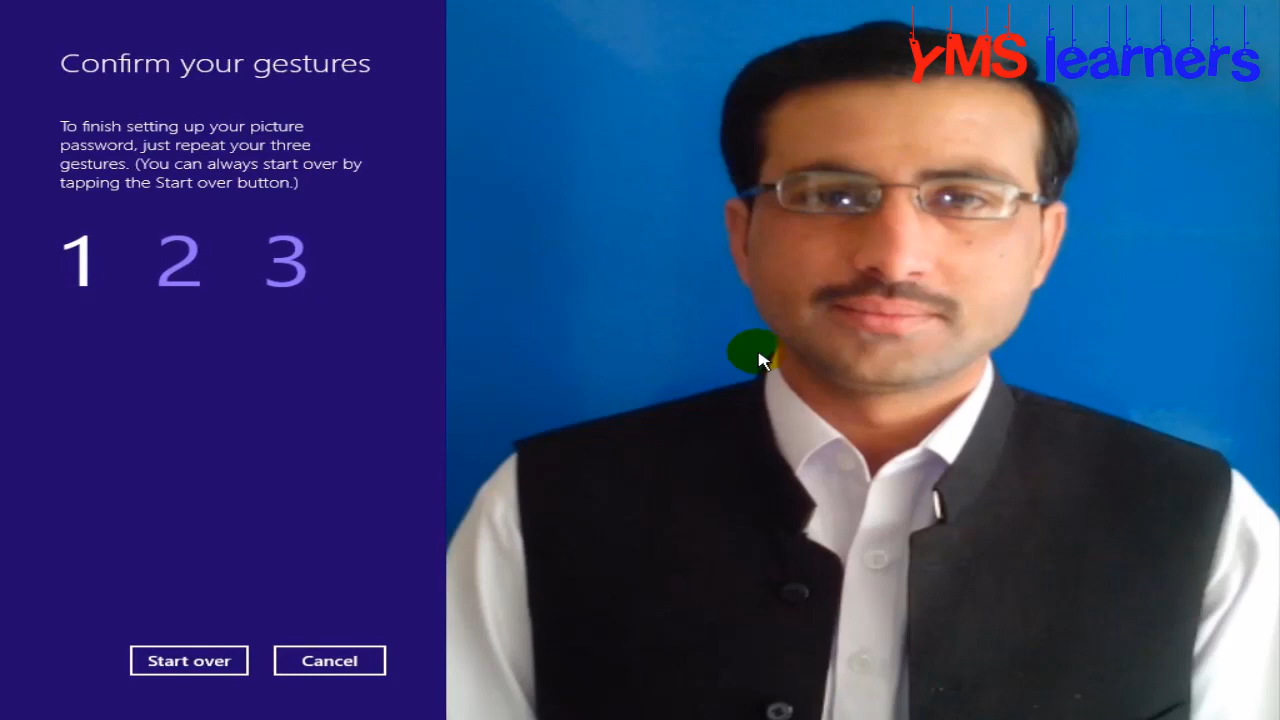 Confirm your gestures
To finish setting up your picture
password, just repeat your three
gestures. (You can always start over by
tapping the Start over button.)
1 2 3
Start over Cancel
YMS learners